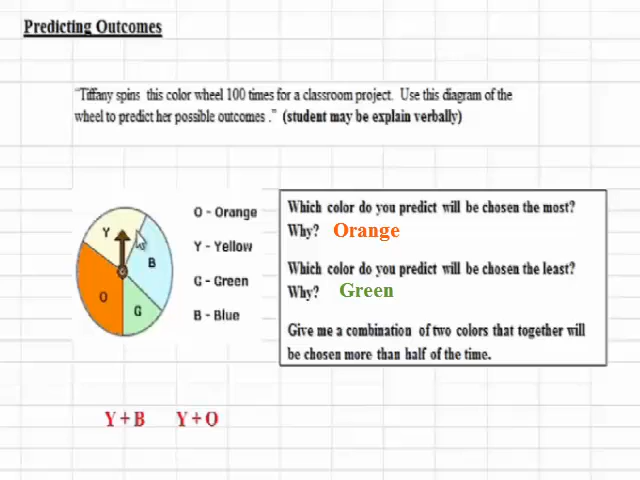 Predicting Outcomes
“Tiffany spins this color wheel 100 times for a classroom project. Use this diagram of the
wheel to predict her possible outcomes .” (student may be explain verbally)
Y
B
O
G
O - Orange
Y - Yellow
G - Green
B - Blue
Which color do you predict will be chosen the most?
Why? Orange
Which color do you predict will be chosen the least?
Why? Green
Give me a combination of two colors that together will
be chosen more than half of the time.
Y + B Y + O